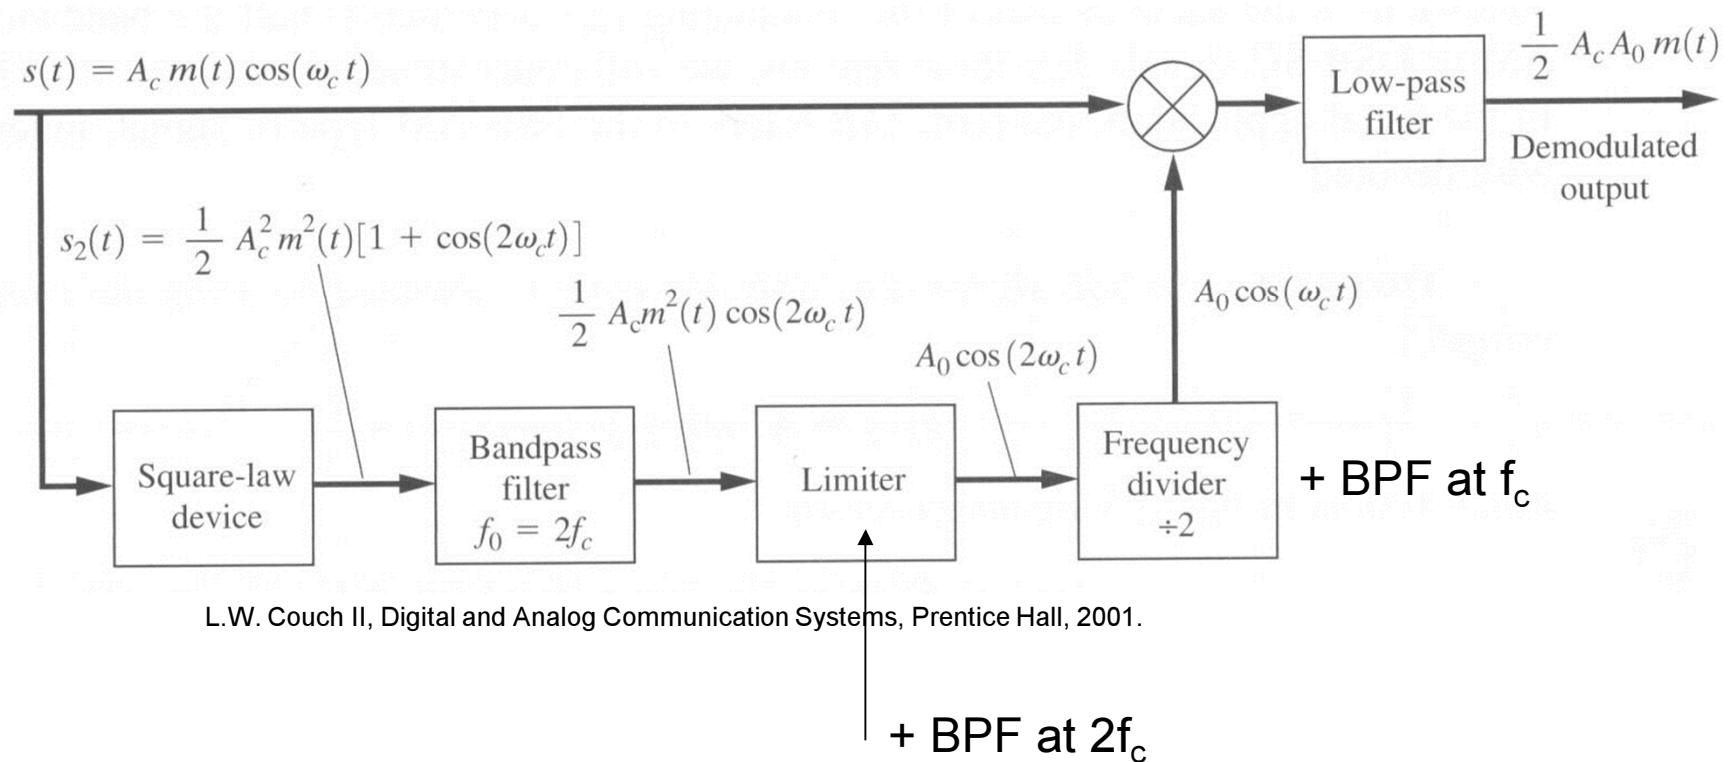 s(t) = A_c m(t) cos(ω_c t)
1/2 A_c A_0 m(t)
Low-pass
filter
Demodulated
output
s_2(t) = 1/2 A_c^2 m^2(t)[1 + cos(2ω_c t)]
1/2 A_c m^2(t) cos(2ω_c t)
A_0 cos(2ω_c t)
A_0 cos(ω_c t)
Square-law
device
Bandpass
filter
f_0 = 2f_c
Limiter
Frequency
divider
÷2
+ BPF at f_c
L.W. Couch II, Digital and Analog Communication Systems, Prentice Hall, 2001.
+ BPF at 2f_c